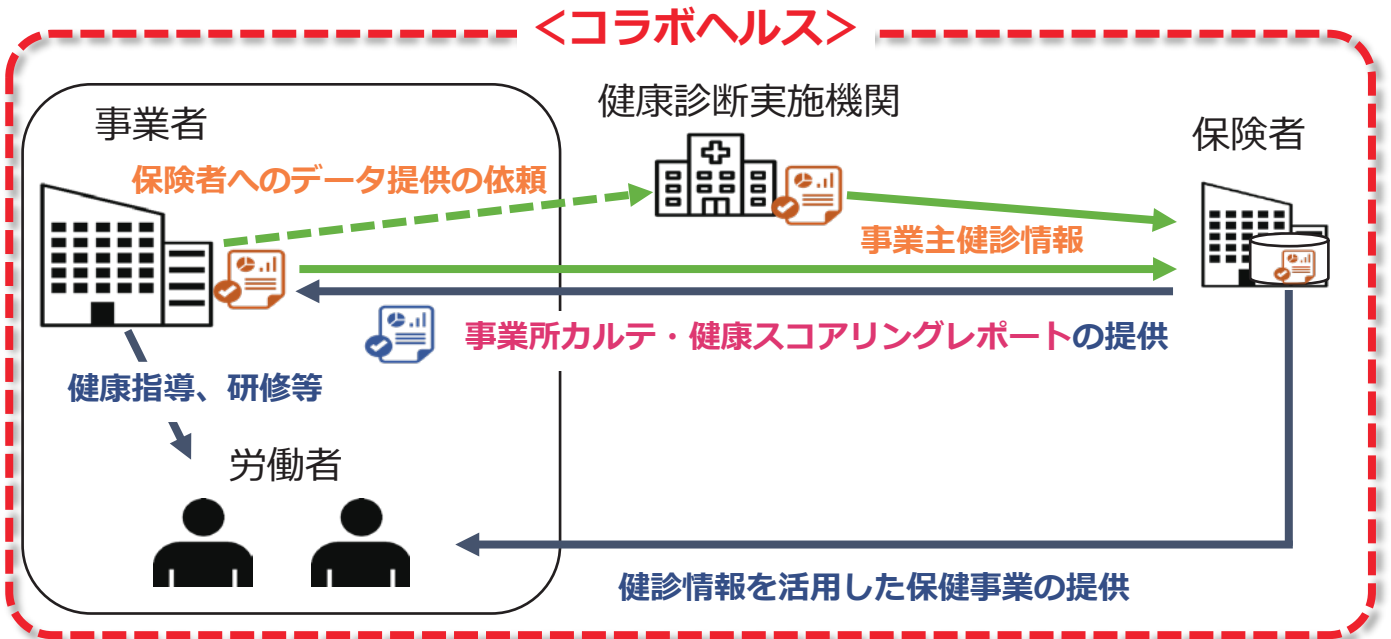 ＜コラボヘルス＞
事業者
健康診断実施機関
保険者
保険者へのデータ提供の依頼
事業主健診情報
事業所カルテ・健康スコアリングレポートの提供
健康指導、研修等
労働者
健診情報を活用した保健事業の提供